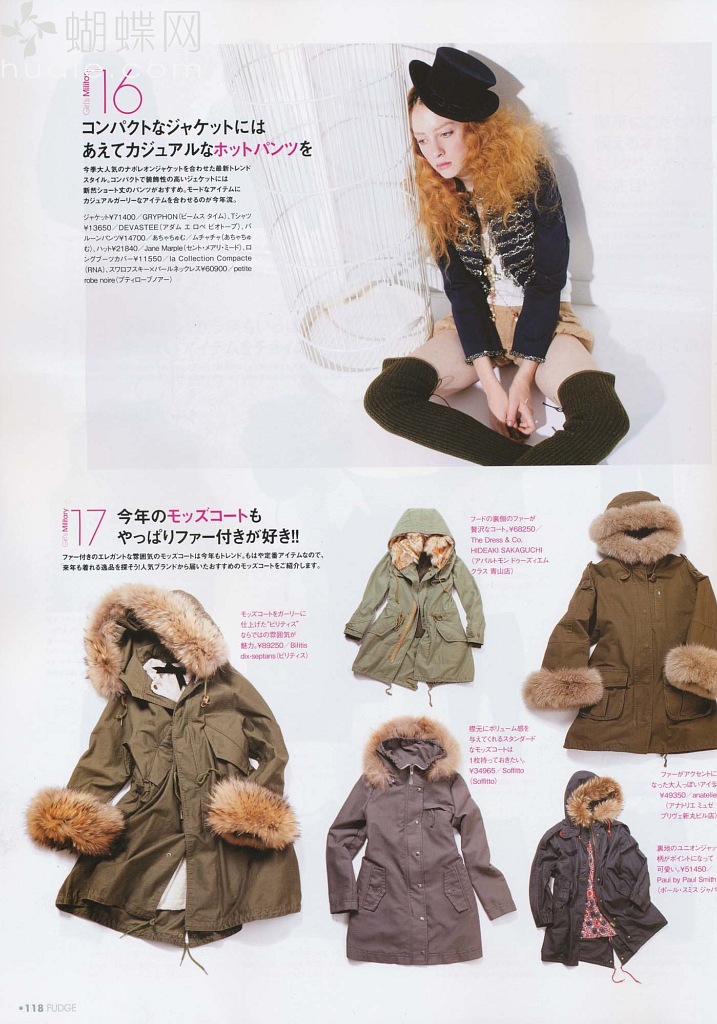 蝴蝶网
hudie.com
Girl's Military
16
コンパクトなジャケットには
あえてカジュアルなホットパンツを
今季大人気のナポレオンジャケットを合わせた最新トレンド
スタイル。コンパクトで装飾性の高いジャケットには
断然ショート丈のパンツがおすすめ。モードなアイテムに
カジュアルガーリーなアイテムを合わせるのが今年流。
ジャケット¥71400／GRYPHON（ビームス タイム）、Tシャツ
¥13650／DEVASTEE（アダム エ ロペ ビオトープ）、バ
ルーンパンツ¥14700／あちゃちゅむ／ムチャチャ（あちゃちゅ
む）、ハット¥21840／Jane Marple（セント・メアリ・ミード）、ロ
ングブーツカバー¥11550／la Collection Compacte
（RNA）、スワロフスキー×パールネックレス¥60900／petite
robe noire（プティローブノアー）
Girl's Military
17
今年のモッズコートも
やっぱりファー付きが好き!!
ファー付きのエレガントな雰囲気のモッズコートは今年もトレンド。もはや定番アイテムなので、
来年も着れる逸品を探そう！人気ブランドから届いたおすすめのモッズコートをご紹介します。
モッズコートをガーリーに
仕上げた“ビリティス”
ならではの雰囲気が
魅力。¥89250／Bilitis
dix-septans（ビリティス）
フードの裏側のファーが
贅沢なコート。¥68250／
The Dress & Co.
HIDEAKI SAKAGUCHI
（アパルトモン ドゥーズィエム
クラス 青山店）
襟元にボリューム感を
与えてくれるスタンダード
なモッズコートは
1枚持っておきたい。
¥34965／Soffitto
（Soffitto）
ファーがアクセントに
なった大人っぽいアイテ
¥49350／anatelie
（アナトリエ ミュゼ
プリヴェ新丸ビル店）
裏地のユニオンジャッ
柄がポイントになって
可愛い。¥51450／
Paul by Paul Smith
（ポール・スミス ジャパ
•118 FUDGE